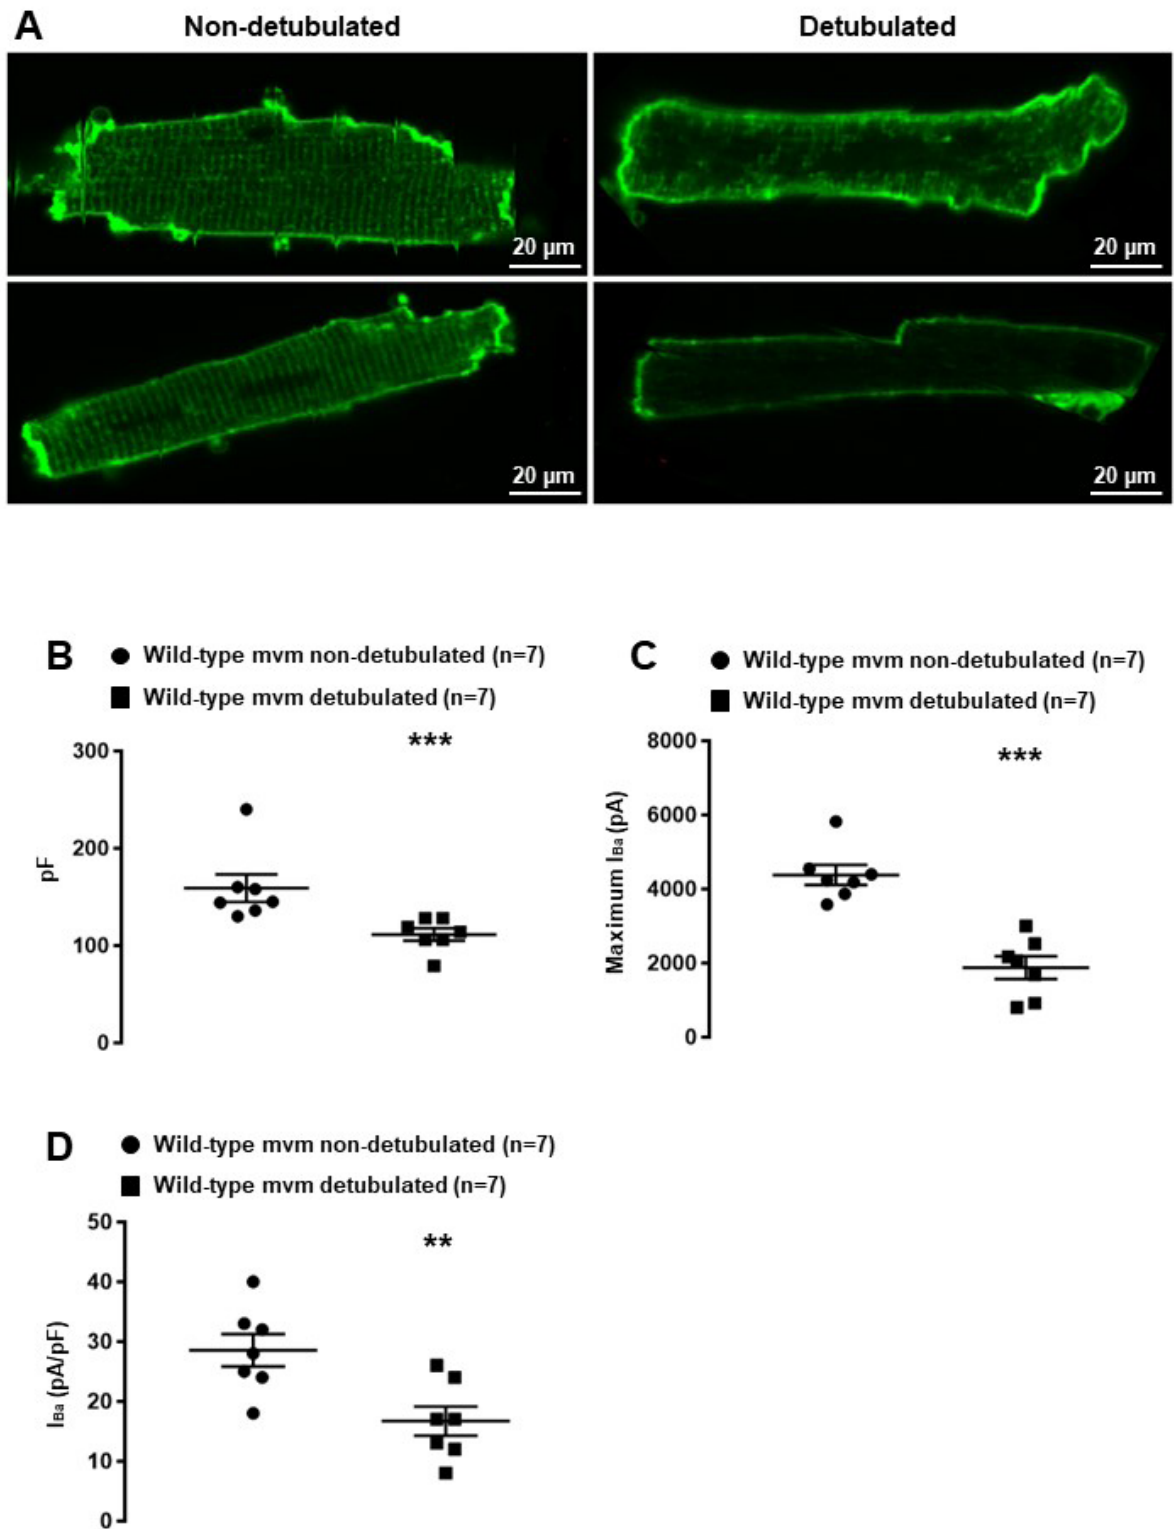 A
Non-detubulated
Detubulated
20 µm
20 µm
20 µm
20 µm
B
Wild-type mvm non-detubulated (n=7)
Wild-type mvm detubulated (n=7)
***
300
200
100
0
pF
C
Wild-type mvm non-detubulated (n=7)
Wild-type mvm detubulated (n=7)
***
8000
6000
4000
2000
0
Maximum IBa (pA)
D
Wild-type mvm non-detubulated (n=7)
Wild-type mvm detubulated (n=7)
**
50
40
30
20
10
0
IBa (pA/pF)